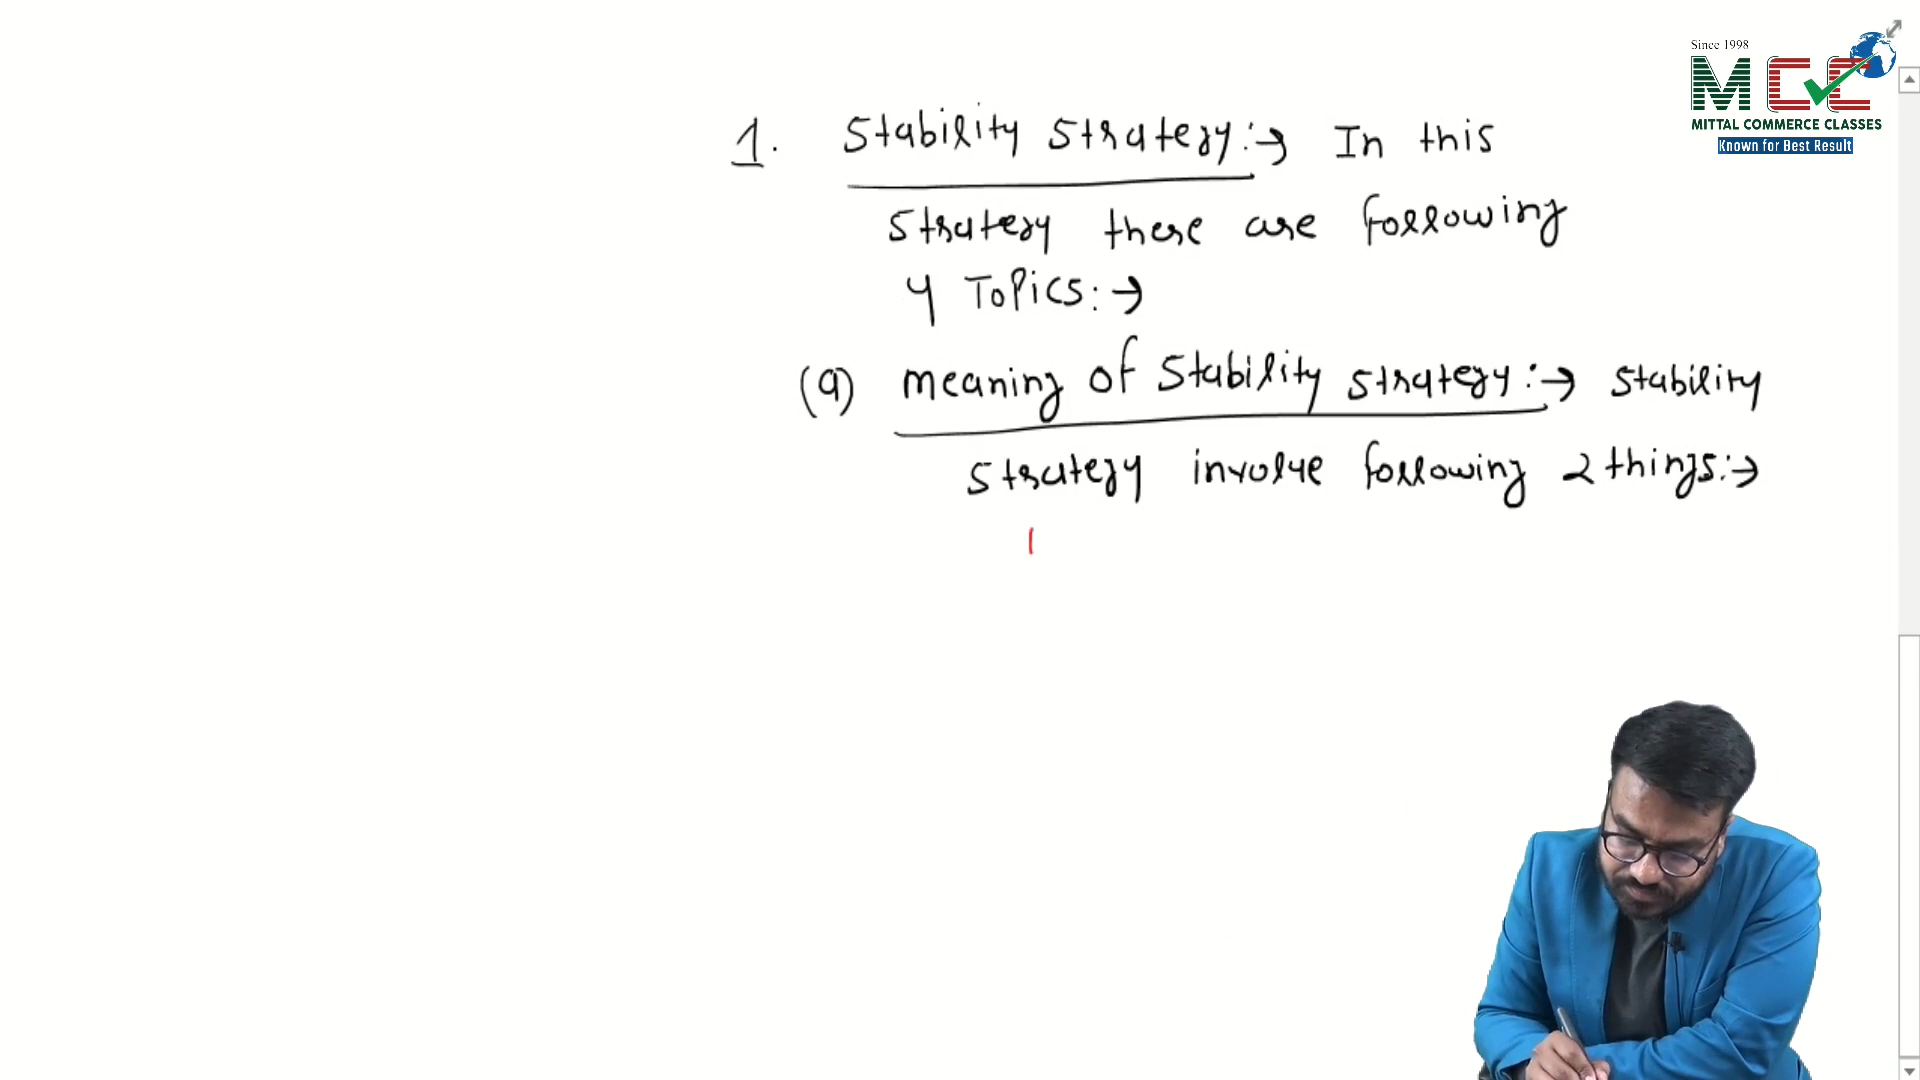 Since 1998
MCC
MITTAL COMMERCE CLASSES
Known for Best Result
1. Stability Strategy:→ In this
Strategy there are following
4 Topics:→
(a) meaning of Stability Strategy:→ Stability
Strategy involve following 2 things:→